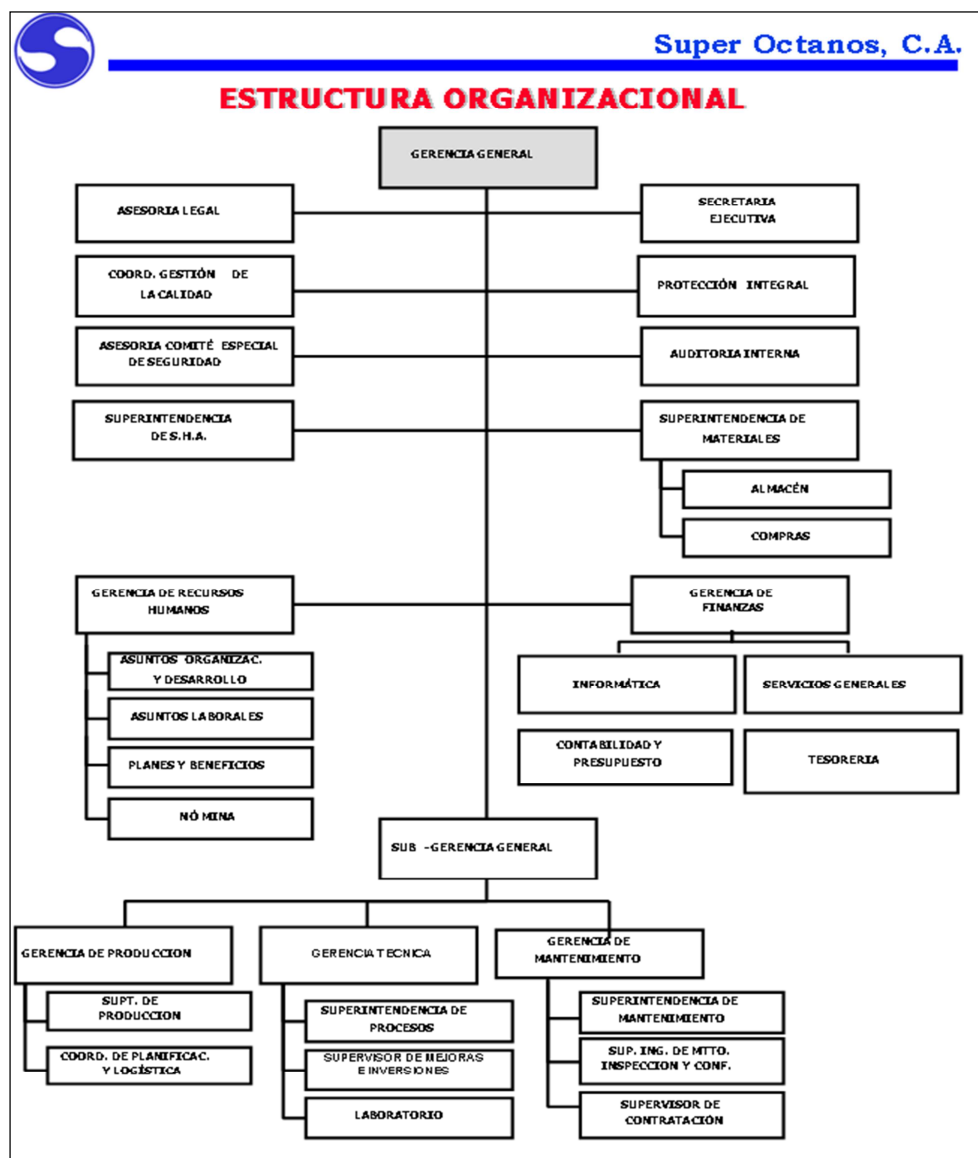 Super Octanos, C.A.
ESTRUCTURA ORGANIZACIONAL
GERENCIA GENERAL
ASESORIA LEGAL
SECRETARIA
EJECUTIVA
COORD. GESTIÓN DE
LA CALIDAD
PROTECCIÓN INTEGRAL
ASESORIA COMITÉ ESPECIAL
DE SEGURIDAD
AUDITORIA INTERNA
SUPERINTENDENCIA
DE S.H.A.
SUPERINTENDENCIA DE
MATERIALES
ALMACÉN
COMPRAS
GERENCIA DE RECURSOS
HUMANOS
GERENCIA DE
FINANZAS
ASUNTOS ORGANIZAC.
Y DESARROLLO
ASUNTOS LABORALES
PLANES Y BENEFICIOS
NÓ MINA
INFORMÁTICA
SERVICIOS GENERALES
CONTABILIDAD Y
PRESUPUESTO
TESORERIA
SUB -GERENCIA GENERAL
GERENCIA DE PRODUCCION
SUPT. DE
PRODUCCION
COORD. DE PLANIFICAC.
Y LOGÍSTICA
GERENCIA TECNICA
SUPERINTENDENCIA DE
PROCESOS
SUPERVISOR DE MEJORAS
E INVERSIONES
LABORATORIO
GERENCIA DE
MANTENIMIENTO
SUPERINTENDENCIA DE
MANTENIMIENTO
SUP. ING. DE MTTO.
INSPECCION Y CONF.
SUPERVISOR DE
CONTRATACIÓN